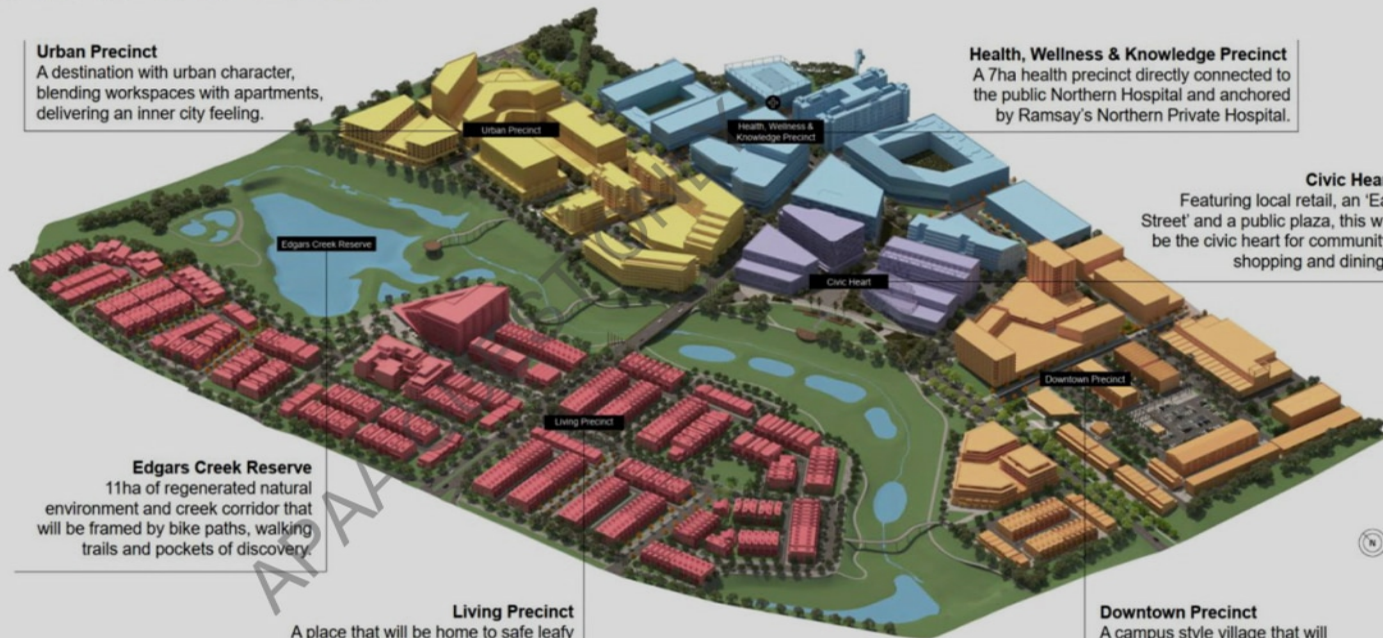 Urban Precinct
A destination with urban character,
blending workspaces with apartments,
delivering an inner city feeling.
Health, Wellness & Knowledge Precinct
A 7ha health precinct directly connected to
the public Northern Hospital and anchored
by Ramsay's Northern Private Hospital.
Urban Precinct
Health, Wellness &
Knowledge Precinct
Civic Hear
Featuring local retail, an 'Ea
Street' and a public plaza, this w
be the civic heart for communit
shopping and dining
Edgars Creek Reserve
Civic Heart
Downtown Precinct
Living Precinct
Edgars Creek Reserve
11ha of regenerated natural
environment and creek corridor that
will be framed by bike paths, walking
trails and pockets of discovery.
N
Living Precinct
A place that will be home to safe leafy
Downtown Precinct
A campus style village that will